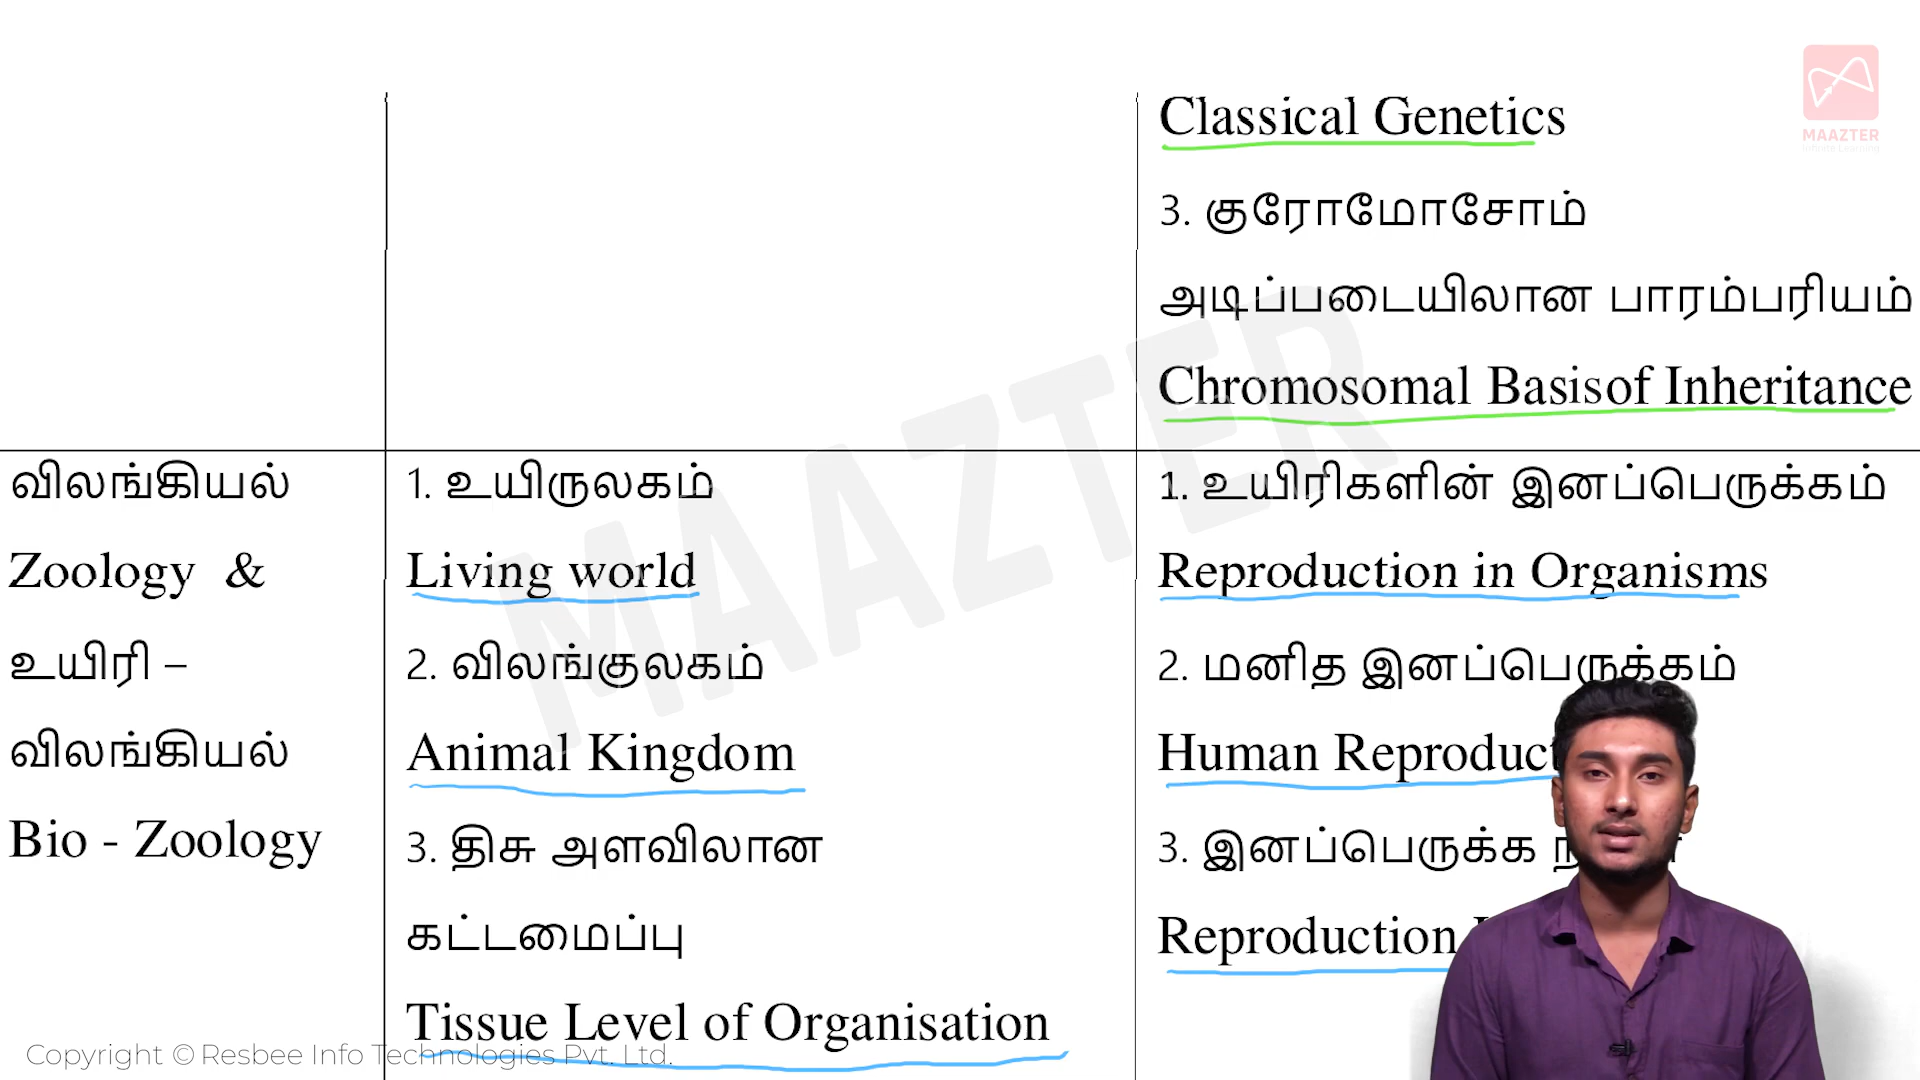 MAAZTER
Infinite Learning
Classical Genetics
3. குரோமோசோம்
அடிப்படையிலான பாரம்பரியம்
Chromosomal Basisof Inheritance
விலங்கியல்
Zoology &
உயிரி –
விலங்கியல்
Bio - Zoology
1. உயிருலகம்
Living world
2. விலங்குலகம்
Animal Kingdom
3. திசு அளவிலான
கட்டமைப்பு
Tissue Level of Organisation
1. உயிரிகளின் இனப்பெருக்கம்
Reproduction in Organisms
2. மனித இனப்பெருக்கம்
Human
3. இனப்பெருக்க
Reproduction
MAAZTER
Copyright © Resbee Info Technologies Pvt. Ltd.